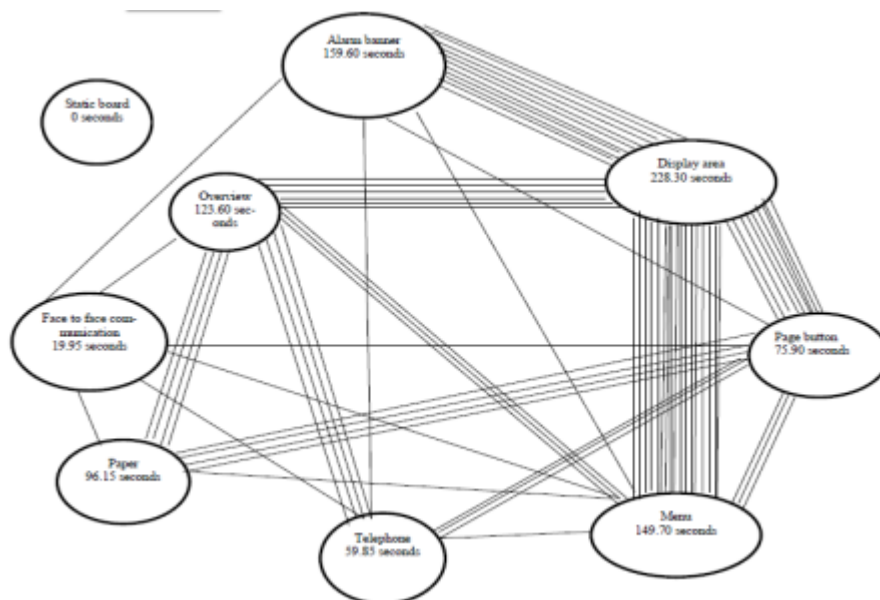 Alarm banner
159.60 seconds
Static board
0 seconds
Display area
228.30 seconds
Overview
123.60 sec-
onds
Face to face com-
munication
19.95 seconds
Page button
75.90 seconds
Paper
96.15 seconds
Menu
149.70 seconds
Telephone
59.85 seconds